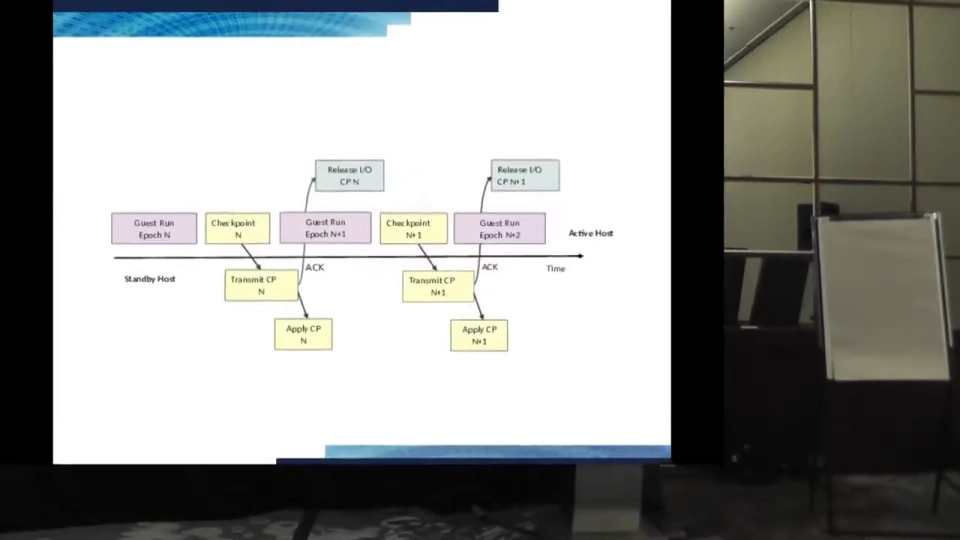 Release I/O
CP N
Release I/O
CP N+1
Guest Run
Epoch N
Checkpoint
N
Guest Run
Epoch N+1
Checkpoint
N+1
Guest Run
Epoch N+2
Active Host
Standby Host
Transmit CP
N
ACK
Transmit CP
N+1
ACK
Time
Apply CP
N
Apply CP
N+1